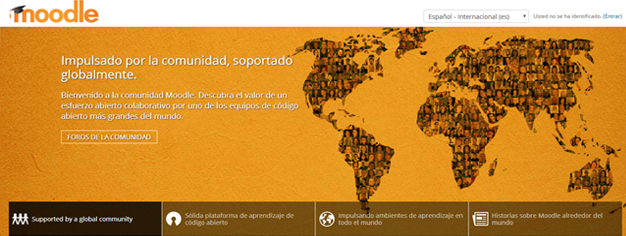 moodle
Español - Internacional (es)
Usted no se ha identificado. (Entrar)
Impulsado por la comunidad, soportado
globalmente.
Bienvenido a la comunidad Moodle. Descubra el valor de un
esfuerzo abierto colaborativo por uno de los equipos de código
abierto más grandes del mundo.
FOROS DE LA COMUNIDAD
Supported by a global community
Sólida plataforma de aprendizaje de
código abierto
Impulsando ambientes de aprendizaje en
todo el mundo
Historias sobre Moodle alrededor del
mundo